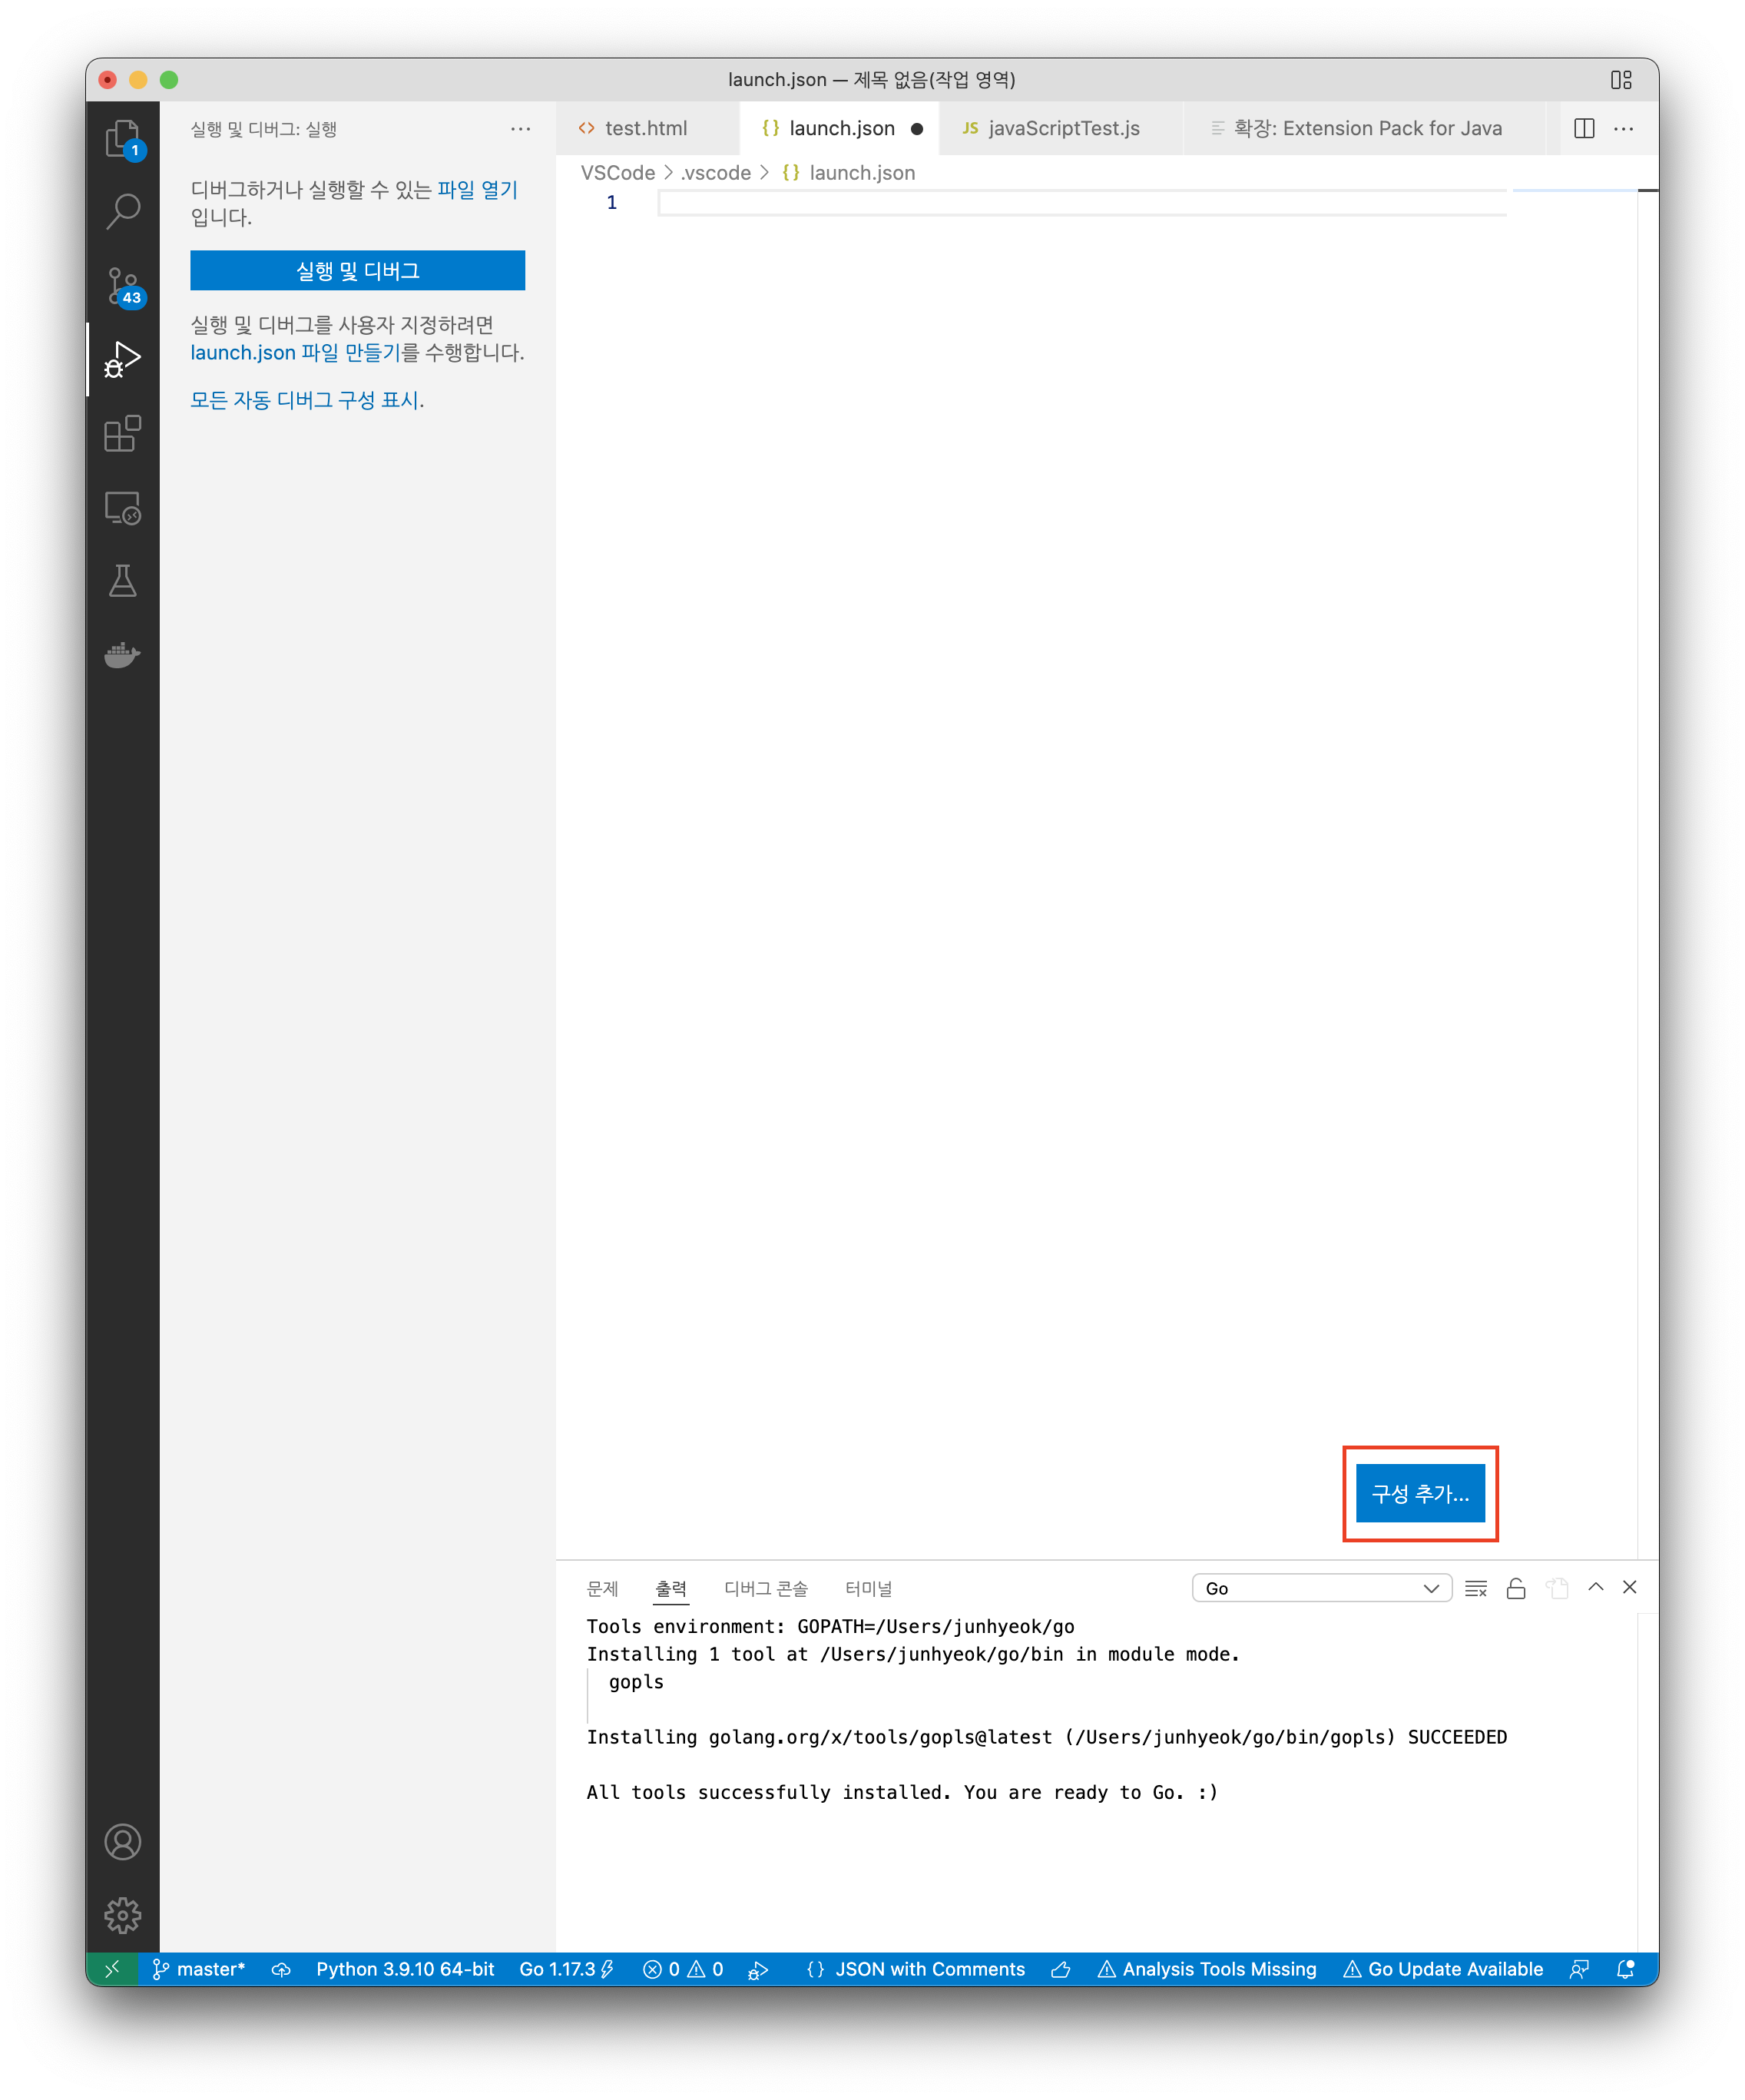 launch.json — 제목 없음(작업 영역)
1
43
실행 및 디버그: 실행
디버그하거나 실행할 수 있는 파일 열기
입니다.
실행 및 디버그
실행 및 디버그를 사용자 지정하려면
launch.json 파일 만들기를 수행합니다.
모든 자동 디버그 구성 표시.
<> test.html
{} launch.json ●
JS javaScriptTest.js
확장: Extension Pack for Java
VSCode > .vscode > {} launch.json
1
구성 추가...
문제 출력 디버그 콘솔 터미널 Go
Tools environment: GOPATH=/Users/junhyeok/go
Installing 1 tool at /Users/junhyeok/go/bin in module mode.
gopls
Installing golang.org/x/tools/gopls@latest (/Users/junhyeok/go/bin/gopls) SUCCEEDED
All tools successfully installed. You are ready to Go. :)
master* Python 3.9.10 64-bit Go 1.17.3 0 0 {} JSON with Comments Analysis Tools Missing Go Update Available